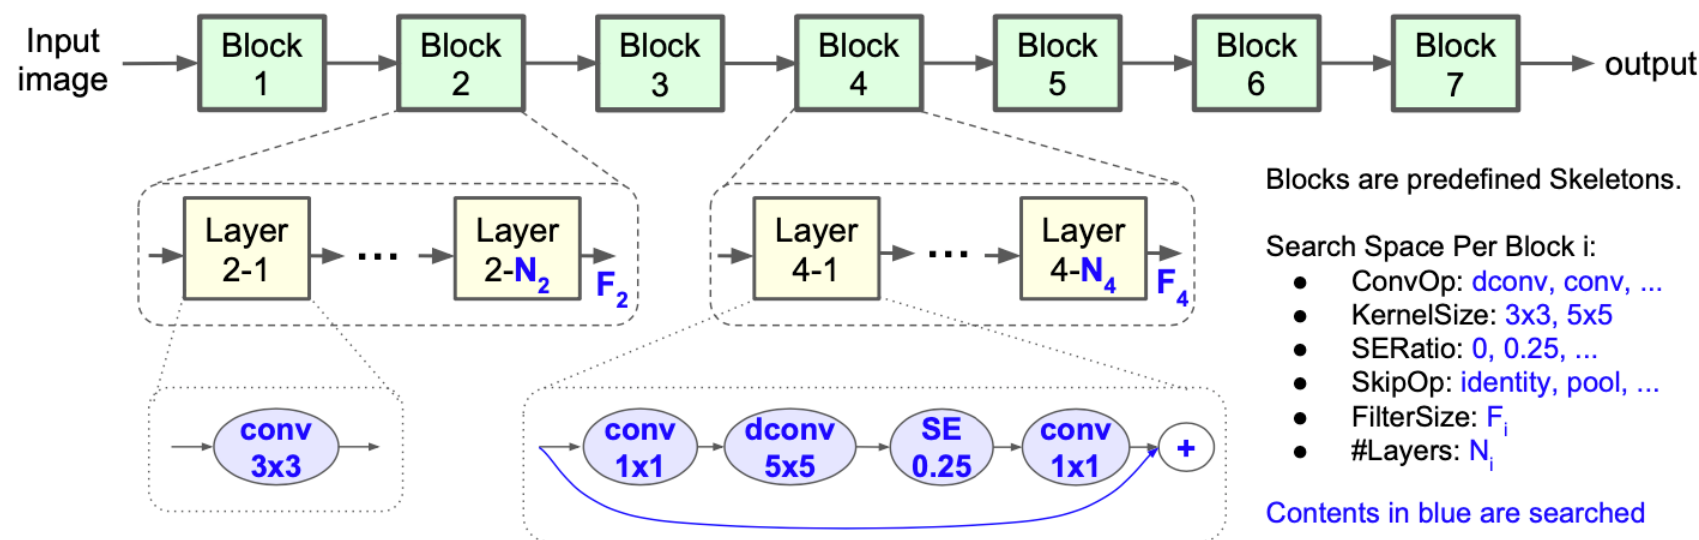 Input
image
Block
1
Block
2
Block
3
Block
4
Block
5
Block
6
Block
7
output
Layer
2-1
...
Layer
2-N2
F2
Layer
4-1
...
Layer
4-N4
F4
conv
3x3
conv
1x1
dconv
5x5
SE
0.25
conv
1x1
+
Blocks are predefined Skeletons.
Search Space Per Block i:
● ConvOp: dconv, conv, ...
● KernelSize: 3x3, 5x5
● SERatio: 0, 0.25, ...
● SkipOp: identity, pool, ...
● FilterSize: Fi
● #Layers: Ni
Contents in blue are searched